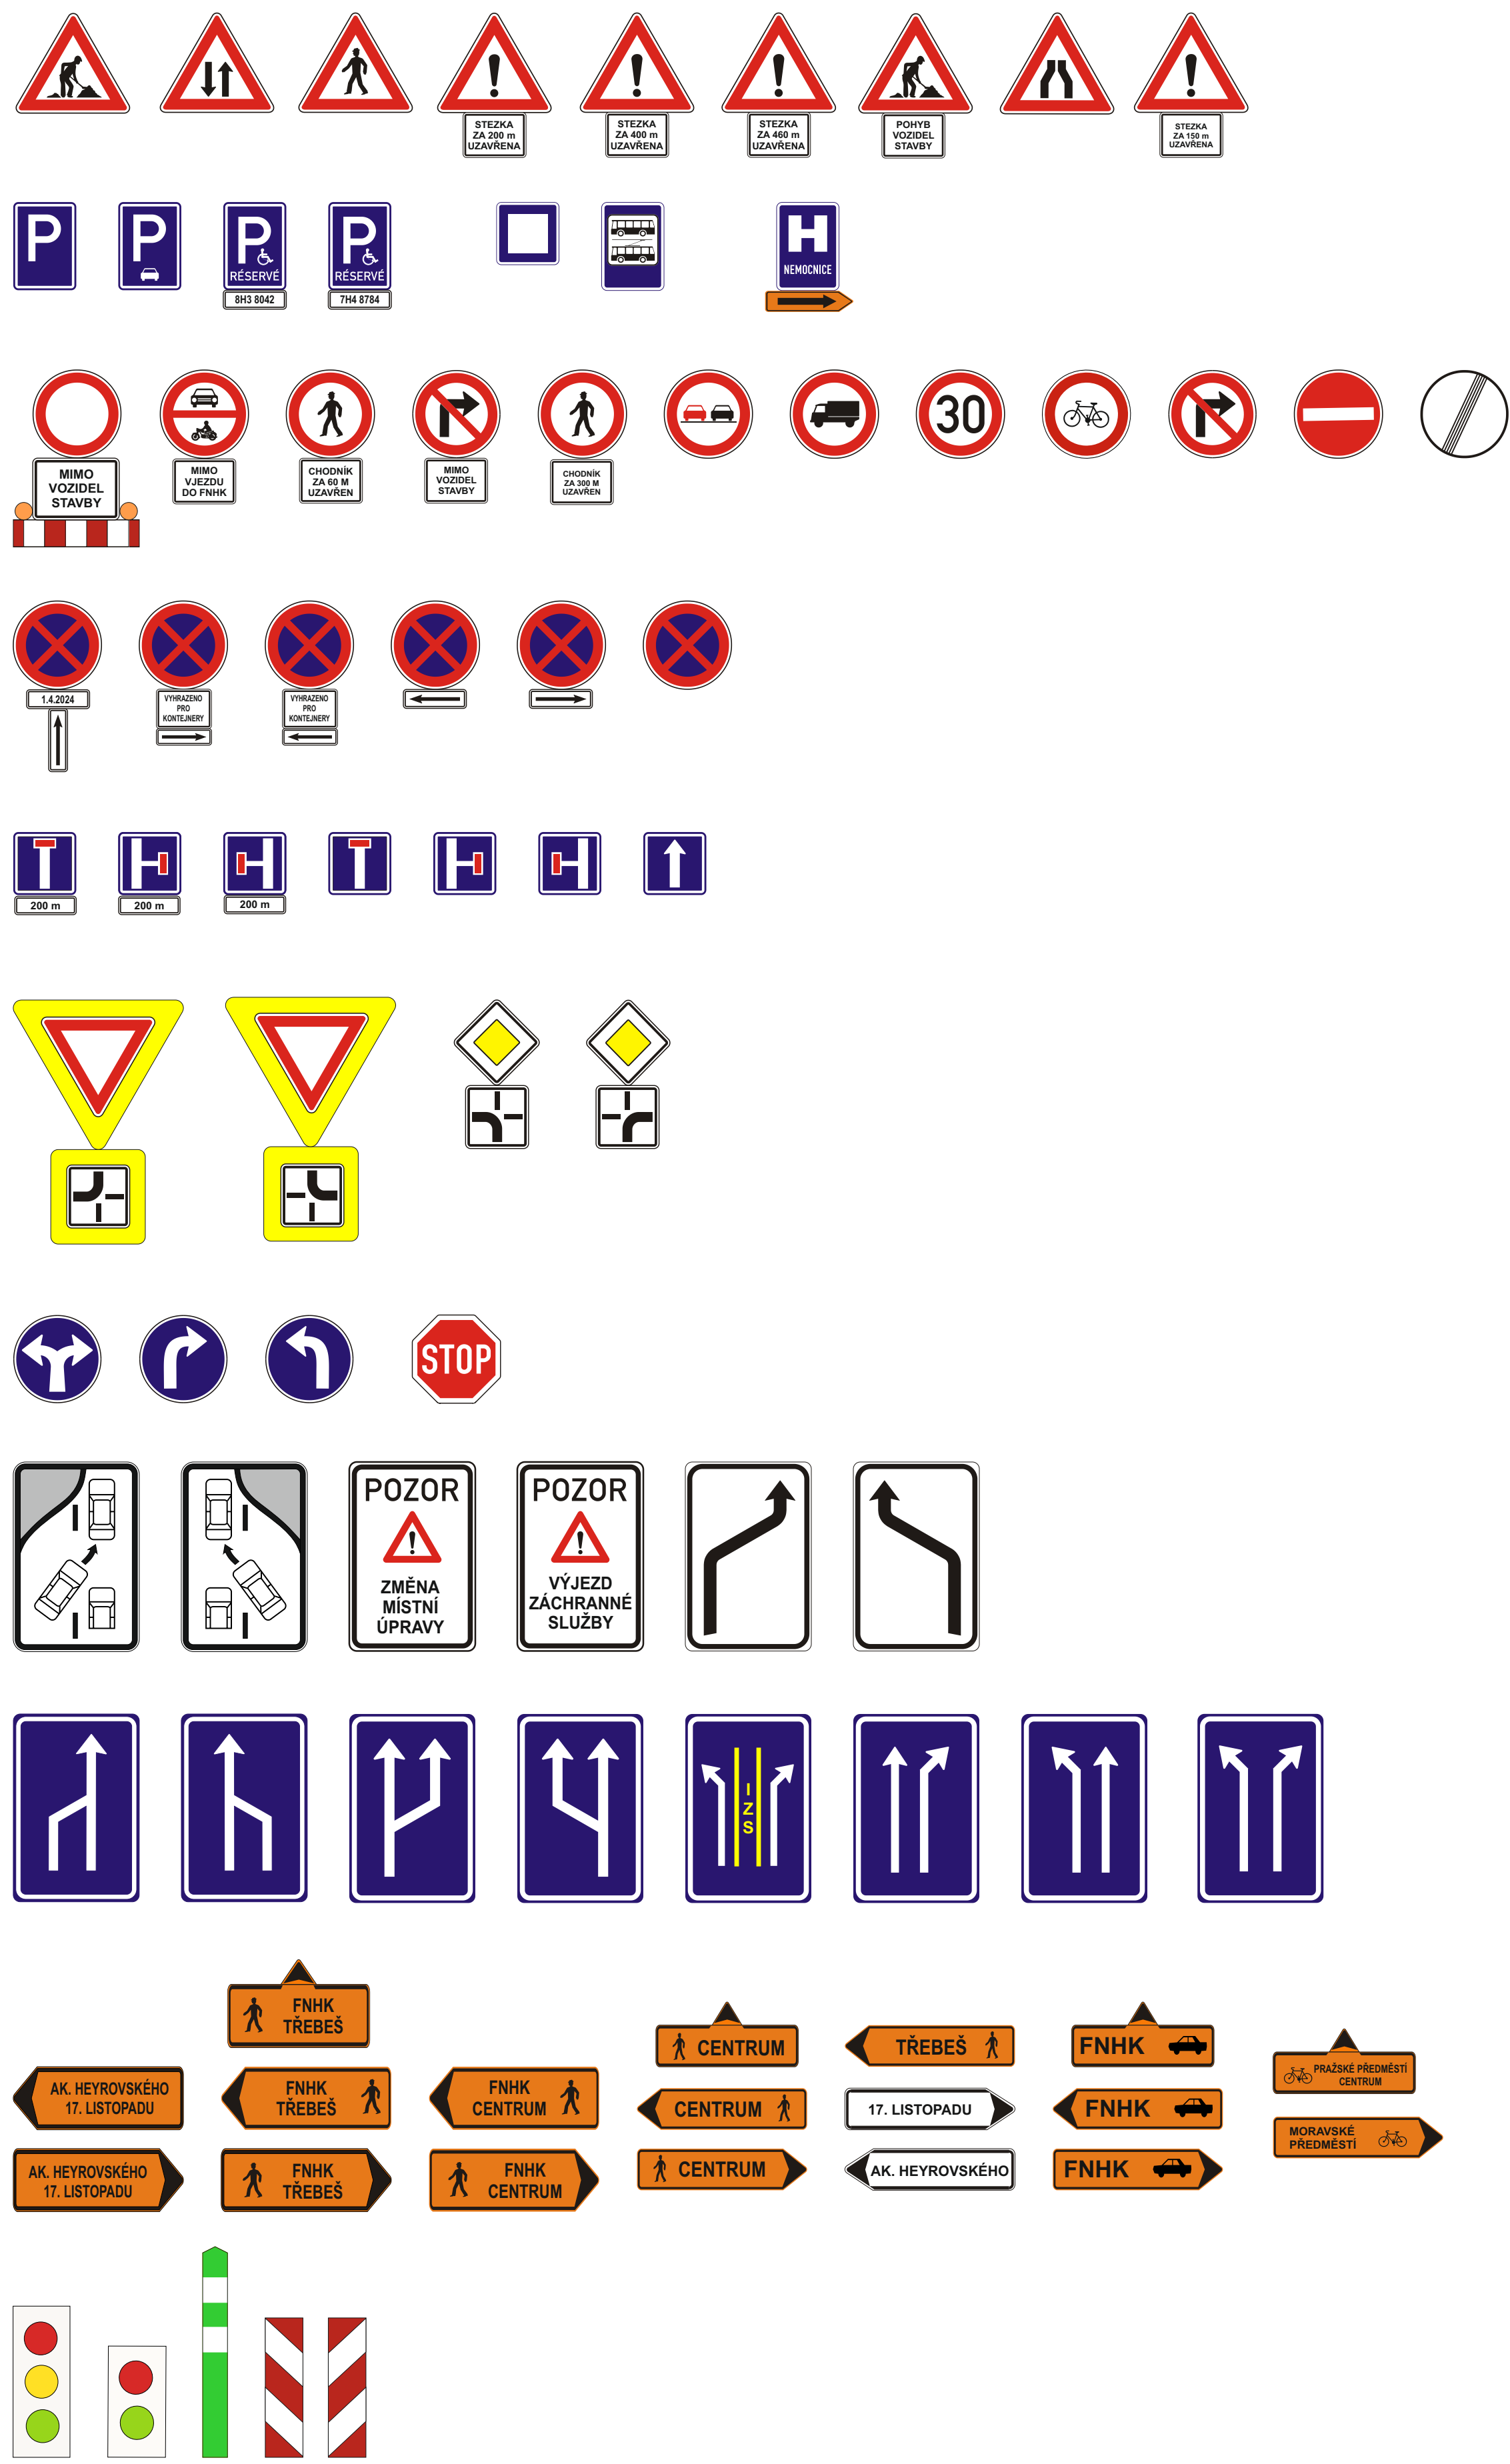 STEZKA
ZA 200 m
UZAVŘENA
STEZKA
ZA 400 m
UZAVŘENA
STEZKA
ZA 460 m
UZAVŘENA
POHYB
VOZIDEL
STAVBY
STEZKA
ZA 150 m
UZAVŘENA
P
P
P
RÉSERVÉ
8H3 8042
P
RÉSERVÉ
7H4 8784
H
NEMOCNICE
MIMO
VOZIDEL
STAVBY
MIMO
VJEZDU
DO FNHK
CHODNÍK
ZA 60 M
UZAVŘEN
MIMO
VOZIDEL
STAVBY
CHODNÍK
ZA 300 M
UZAVŘEN
30
1.4.2024
VYHRAZENO
PRO
KONTEJNERY
VYHRAZENO
PRO
KONTEJNERY
200 m
200 m
200 m
STOP
POZOR
ZMĚNA
MÍSTNÍ
ÚPRAVY
POZOR
VÝJEZD
ZÁCHRANNÉ
SLUŽBY
I
Z
S
FNHK
TŘEBEŠ
CENTRUM
TŘEBEŠ
FNHK
PRAŽSKÉ PŘEDMĚSTÍ
CENTRUM
AK. HEYROVSKÉHO
17. LISTOPADU
FNHK
TŘEBEŠ
FNHK
CENTRUM
CENTRUM
17. LISTOPADU
FNHK
MORAVSKÉ
PŘEDMĚSTÍ
AK. HEYROVSKÉHO
17. LISTOPADU
FNHK
TŘEBEŠ
FNHK
CENTRUM
CENTRUM
AK. HEYROVSKÉHO
FNHK